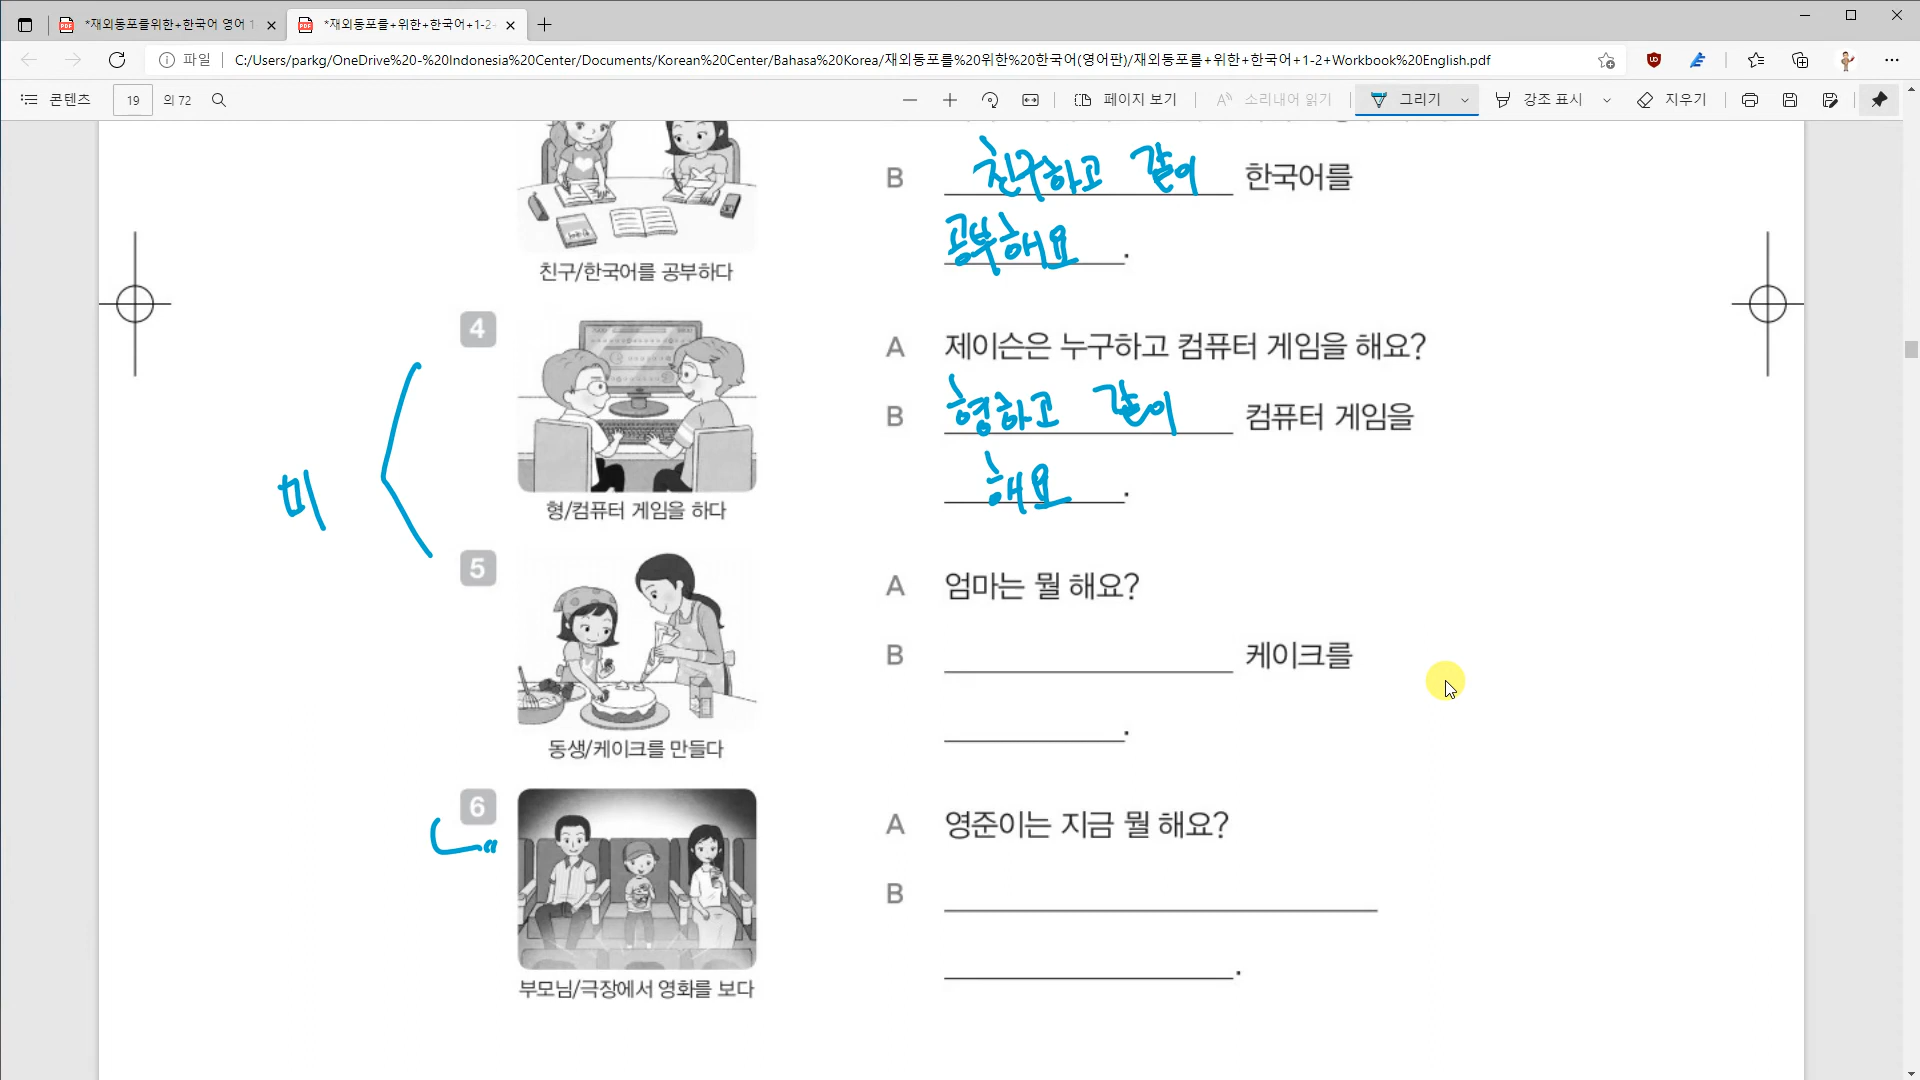 *재외동포를위한+한국어 영어 1
*재외동포를+위한+한국어+1-2-
파일 C:/Users/parkg/OneDrive%20-%20Indonesia%20Center/Documents/Korean%20Center/Bahasa%20Korea/재외동포를%20위한%20한국어(영어판)/재외동포를+위한+한국어+1-2+Workbook%20English.pdf
콘텐츠 19 의 72 페이지 보기 소리내어 읽기 그리기 강조 표시 지우기
B 친구하고 같이 한국어를
공부해요.
친구/한국어를 공부하다
4
A 제이슨은 누구하고 컴퓨터 게임을 해요?
B 형하고 같이 컴퓨터 게임을
해요.
형/컴퓨터 게임을 하다
미
5
A 엄마는 뭘 해요?
B 케이크를
.
동생/케이크를 만들다
6
A 영준이는 지금 뭘 해요?
B
.
부모님/극장에서 영화를 보다